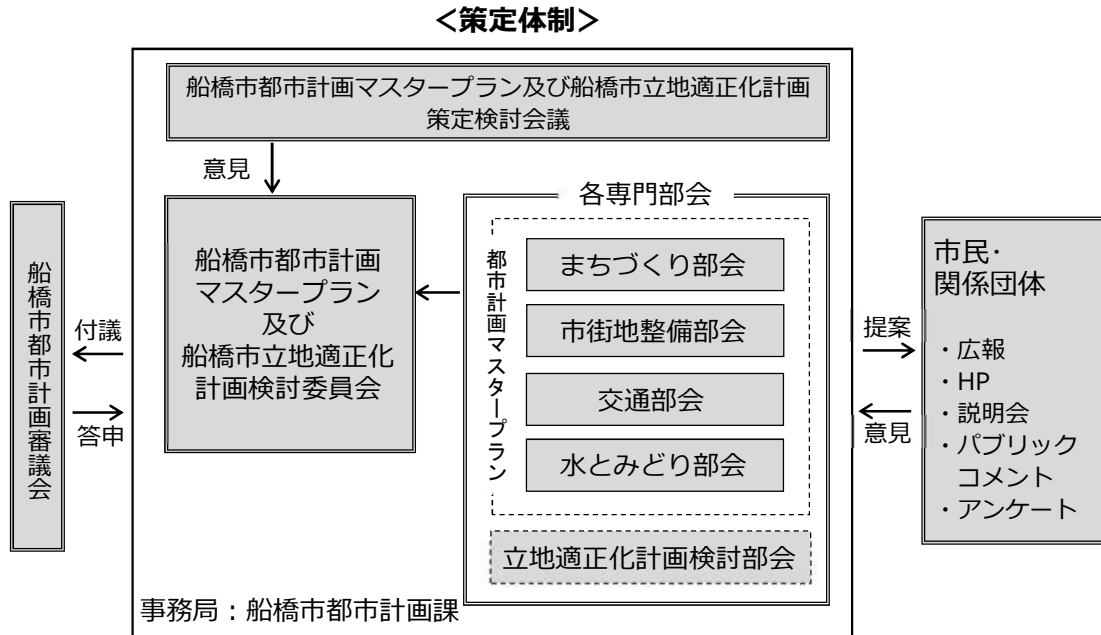 ＜策定体制＞
船橋市都市計画マスタープラン及び船橋市立地適正化計画
策定検討会議
意見
船橋市都市計画
マスタープラン
及び
船橋市立地適正化
計画検討委員会
各専門部会
都市計画マスタープラン
まちづくり部会
市街地整備部会
交通部会
水とみどり部会
立地適正化計画検討部会
事務局：船橋市都市計画課
船橋市都市計画審議会
付議
答申
提案
意見
市民・
関係団体
・広報
・HP
・説明会
・パブリック
コメント
・アンケート